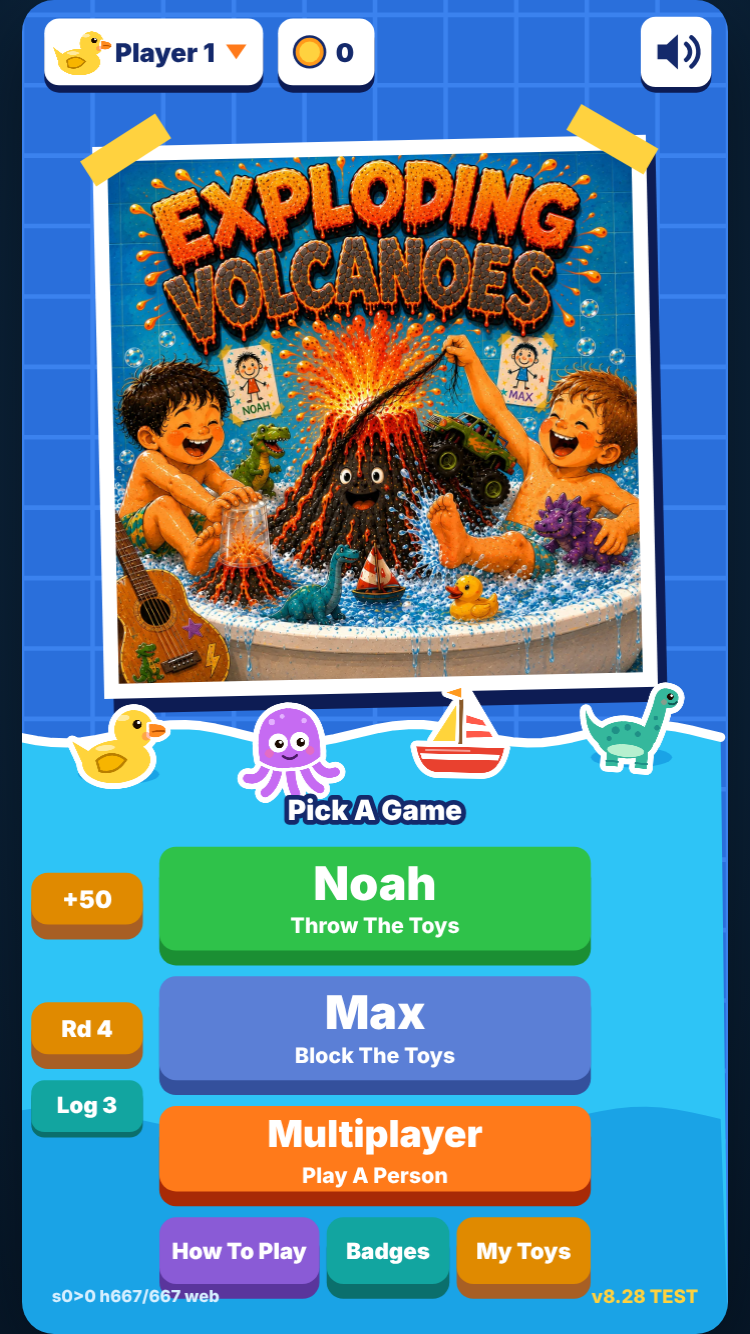 Player 1
0
EXPLODING
VOLCANOES
NOAH
MAX
Pick A Game
+50
Noah
Throw The Toys
Rd 4
Max
Block The Toys
Log 3
Multiplayer
Play A Person
How To Play
Badges
My Toys
s0>0 h667/667 web
v8.28 TEST